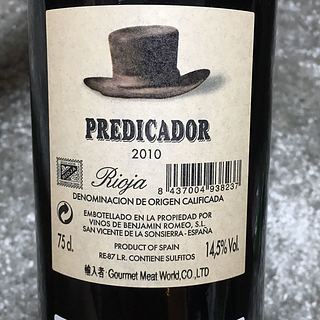 PREDICADOR
2010
Rioja
8 437004 938237
DENOMINACION DE ORIGEN CALIFICADA
EMBOTELLADO EN LA PROPIEDAD POR
VINOS DE BENJAMIN ROMEO, S.L.
SAN VICENTE DE LA SONSIERRA - ESPAÑA
75 cl.
PRODUCT OF SPAIN
14,5% Vol.
RE-87 L.R. CONTIENE SULFITOS
輸入者: Gourmet Meat World,CO.,LTD